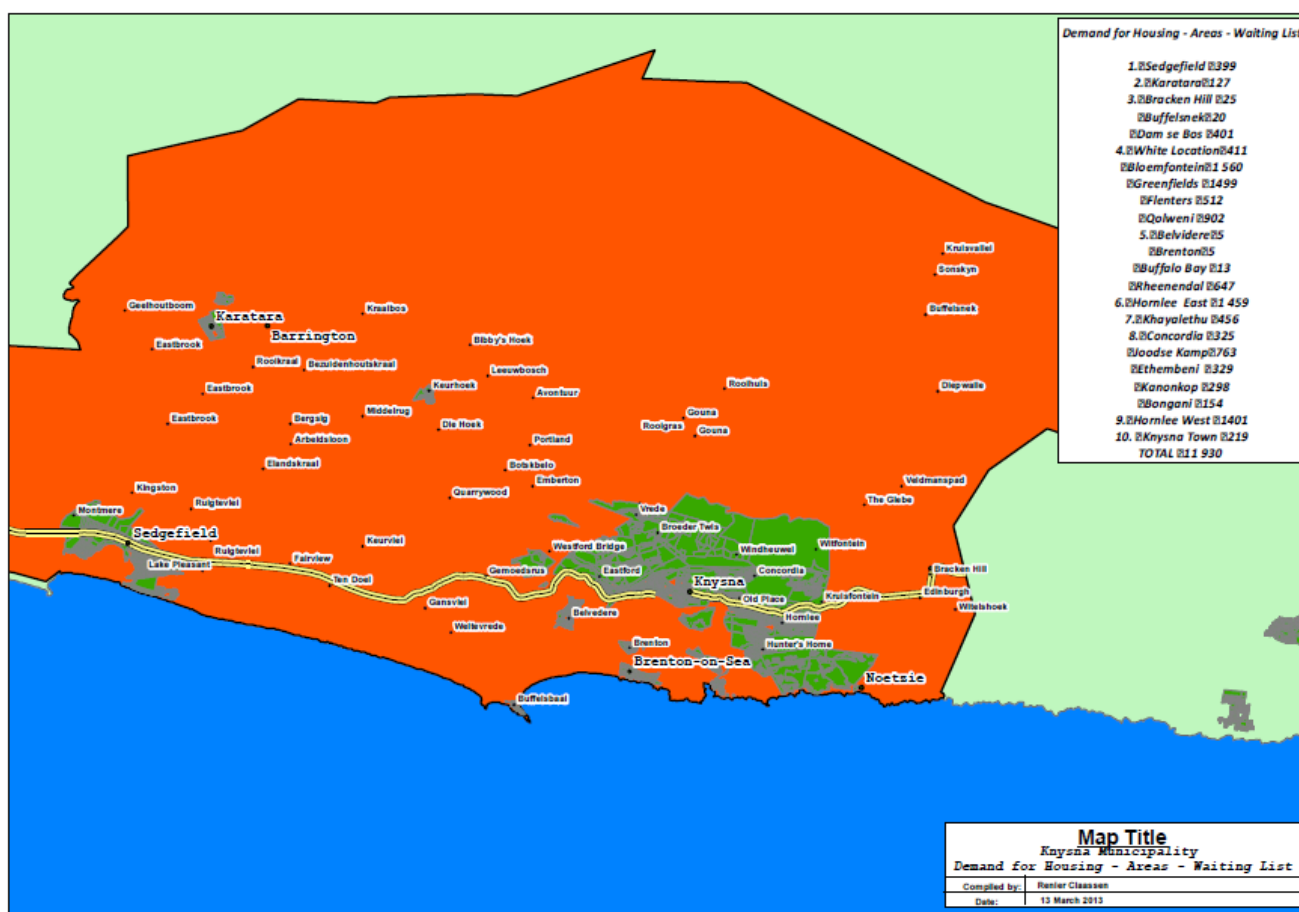 Demand for Housing - Areas - Waiting List
1.⍰Sedgefield ⍰399
2.⍰Karatara⍰127
3.⍰Bracken Hill ⍰25
⍰Buffelsnek⍰20
⍰Dam se Bos ⍰401
4.⍰White Location⍰411
⍰Bloemfontein⍰1 560
⍰Greenfields ⍰1499
⍰Flenters ⍰512
⍰Qolweni ⍰902
5.⍰Belvidere⍰5
⍰Brenton⍰5
⍰Buffalo Bay ⍰13
⍰Rheenendal ⍰647
6.⍰Hornlee East ⍰1 459
7.⍰Khayalethu ⍰456
8.⍰Concordia ⍰325
⍰Joodse Kamp⍰763
⍰Ethembeni ⍰329
⍰Kanonkop ⍰298
⍰Bongani ⍰154
9.⍰Hornlee West ⍰1401
10. ⍰Knysna Town ⍰219
TOTAL ⍰11 930
Kruisvallei
Sonskyn
Geelhoutboom
Kraaibos
Buffelsnek
Karatara
Barrington
Eastbrook
Bibby's Hoek
Rooikraal
Bezuidenhoutskraal
Leeuwbosch
Eastbrook
Keurhoek
Avontuur
Rooihuis
Diepwalle
Eastbrook
Bergsig
Middelrug
Die Hoek
Gouna
Rooigras
Gouna
Arbeidsloon
Portland
Elandskraal
Botskbelo
Emberton
Kingston
Quarrywood
Veldmanspad
The Glebe
Montmere
Ruigtevlei
Vrede
Sedgefield
Broeder Twis
Ruigtevlei
Keurvlei
Westford Bridge
Windheuwel
Witfontein
Lake Pleasant
Fairview
Gemoedsrus
Eastford
Concordia
Bracken Hill
Ten Doel
Knysna
Old Place
Kruisfontein
Edinburgh
Gansvlei
Belvedere
Hornlee
Witelshoek
Weltevrede
Brenton
Hunter's Home
Brenton-on-Sea
Noetzie
Buffelsbaai
Map Title
Knysna Municipality
Demand for Housing - Areas - Waiting List
Compiled by: Renier Claassen
Date: 13 March 2013